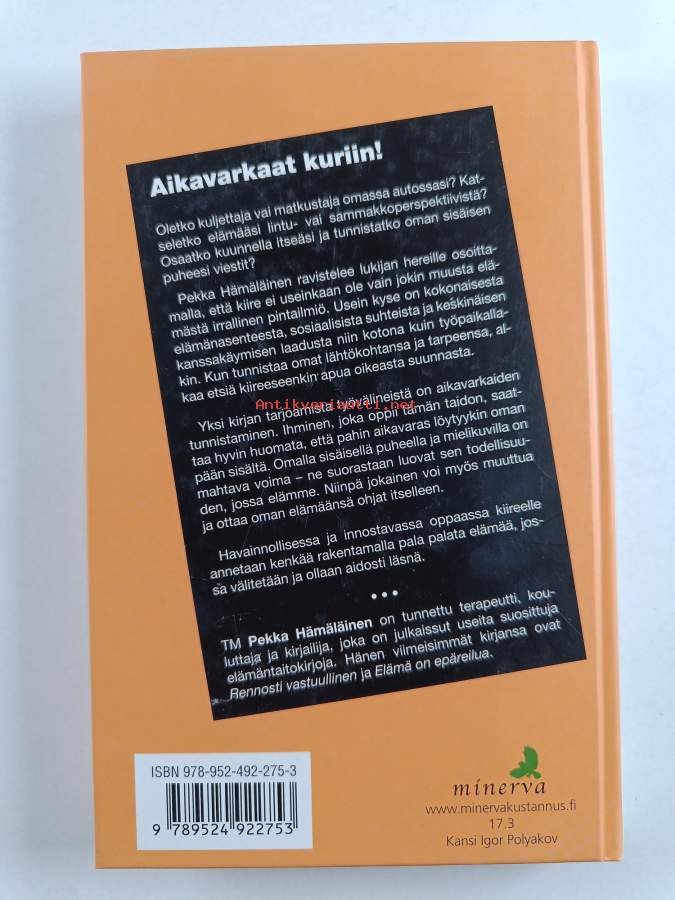 Aikavarkaat kuriin!
Oletko kuljettaja vai matkustaja omassa autossasi? Kat-
seletko elämääsi lintu- vai sammakkoperspektiivistä?
Osaatko kuunnella itseäsi ja tunnistatko oman sisäisen
puheesi viestit?
Pekka Hämäläinen ravistelee lukijan hereille osoitta-
malla, että kiire ei useinkaan ole vain jokin muusta elä-
mästä irrallinen pintailmiö. Usein kyse on kokonaisesta
elämänasenteesta, sosiaalisista suhteista ja keskinäisen
kanssakäymisen laadusta niin kotona kuin työpaikalla-
kin. Kun tunnistaa omat lähtökohtansa ja tarpeensa, al-
kaa etsiä kiireeseenkin apua oikeasta suunnasta.
Yksi kirjan tarjoamista työvälineistä on aikavarkaiden
Antikvariaatti.net
tunnistaminen. Ihminen, joka oppii tämän taidon, saat-
taa hyvin huomata, että pahin aikavaras löytyykin oman
pään sisältä. Omalla sisäisellä puheella ja mielikuvilla on
mahtava voima – ne suorastaan luovat sen todellisuu-
den, jossa elämme. Niinpä jokainen voi myös muuttua
ja ottaa oman elämäänsä ohjat itselleen.
Havainnollisessa ja innostavassa oppaassa kiireelle
annetaan kenkää rakentamalla pala palata elämää, jos-
sa välitetään ja ollaan aidosti läsnä.
•••
TM Pekka Hämäläinen on tunnettu terapeutti, kou-
luttaja ja kirjailija, joka on julkaissut useita suosittuja
elämäntaitokirjoja. Hänen viimeisimmät kirjansa ovat
Rennosti vastuullinen ja Elämä on epäreilua.
ISBN 978-952-492-275-3
9 789524 922753
minerva
www.minervakustannus.fi
17.3
Kansi Igor Polyakov